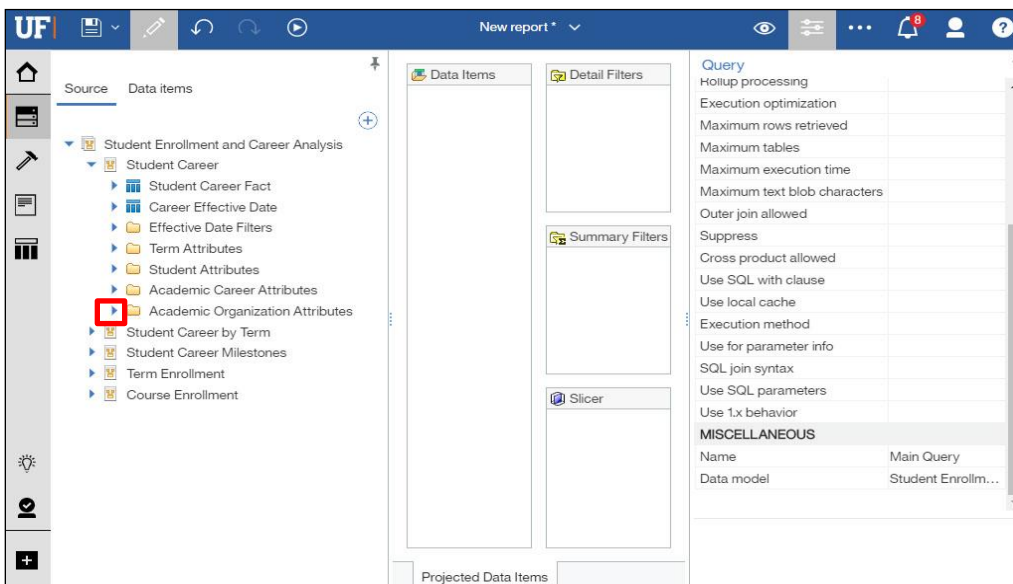 UF
New report*
8
?
Source Data items
Student Enrollment and Career Analysis
Student Career
Student Career Fact
Career Effective Date
Effective Date Filters
Term Attributes
Student Attributes
Academic Career Attributes
Academic Organization Attributes
Student Career by Term
Student Career Milestones
Term Enrollment
Course Enrollment
Data Items
Detail Filters
Summary Filters
Slicer
Projected Data Items
Query
Rollup processing
Execution optimization
Maximum rows retrieved
Maximum tables
Maximum execution time
Maximum text blob characters
Outer join allowed
Suppress
Cross product allowed
Use SQL with clause
Use local cache
Execution method
Use for parameter info
SQL join syntax
Use SQL parameters
Use 1.x behavior
MISCELLANEOUS
Name Main Query
Data model Student Enrollm...